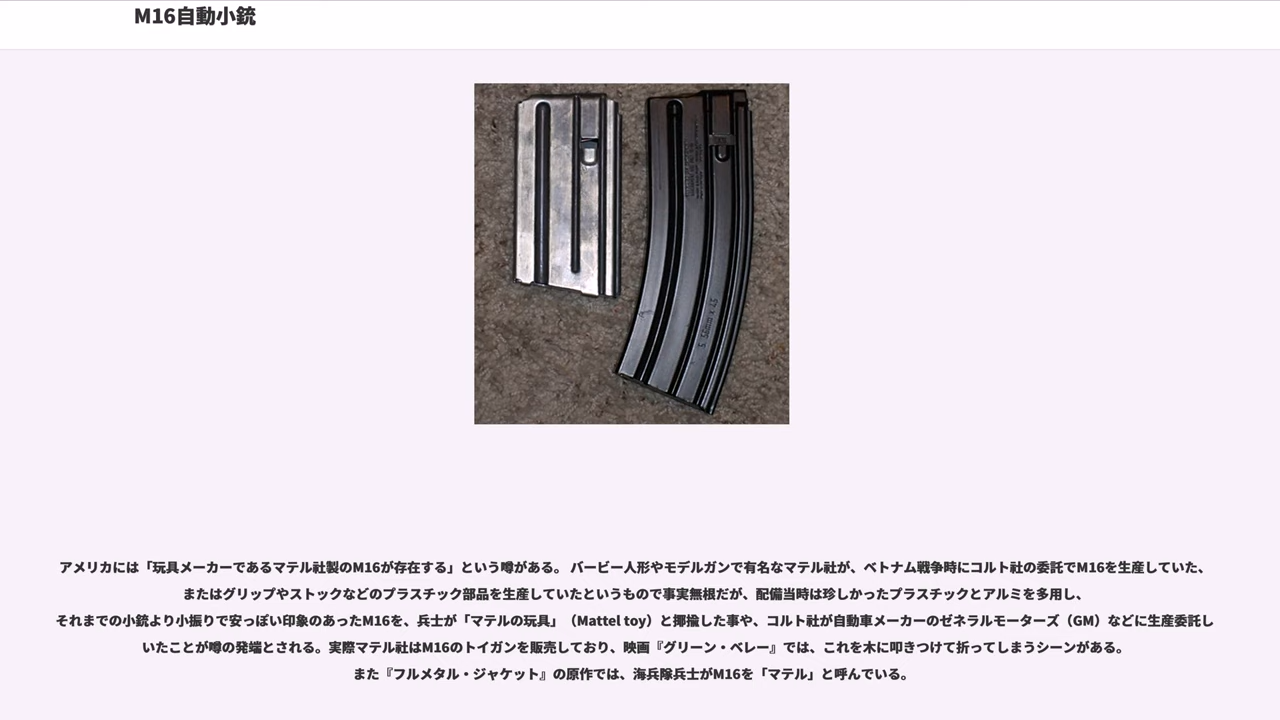 M16自動小銃
アメリカには「玩具メーカーであるマテル社製のM16が存在する」という噂がある。 バービー人形やモデルガンで有名なマテル社が、ベトナム戦争時にコルト社の委託でM16を生産していた、
またはグリップやストックなどのプラスチック部品を生産していたというもので事実無根だが、配備当時は珍しかったプラスチックとアルミを多用し、
それまでの小銃より小振りで安っぽい印象のあったM16を、兵士が「マテルの玩具」（Mattel toy）と揶揄した事や、コルト社が自動車メーカーのゼネラルモーターズ（GM）などに生産委託し
いたことが噂の発端とされる。実際マテル社はM16のトイガンを販売しており、映画『グリーン・ベレー』では、これを木に叩きつけて折ってしまうシーンがある。
また『フルメタル・ジャケット』の原作では、海兵隊兵士がM16を「マテル」と呼んでいる。